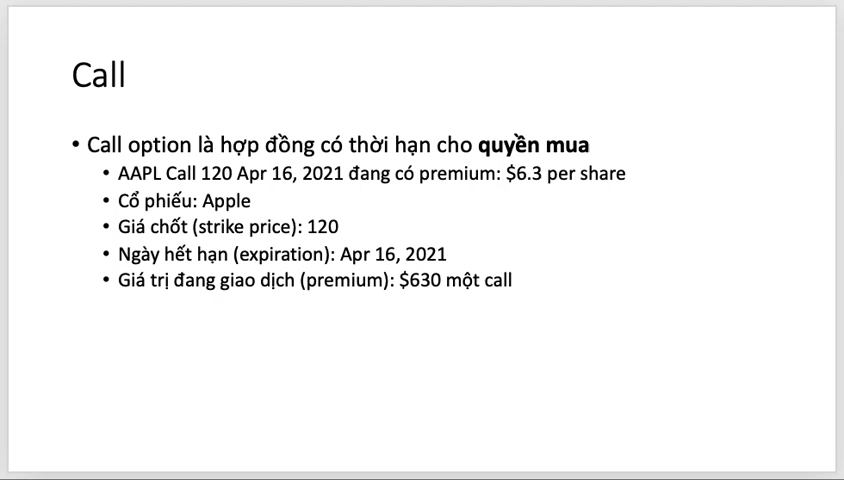 Call
• Call option là hợp đồng có thời hạn cho quyền mua
• AAPL Call 120 Apr 16, 2021 đang có premium: $6.3 per share
• Cổ phiếu: Apple
• Giá chốt (strike price): 120
• Ngày hết hạn (expiration): Apr 16, 2021
• Giá trị đang giao dịch (premium): $630 một call